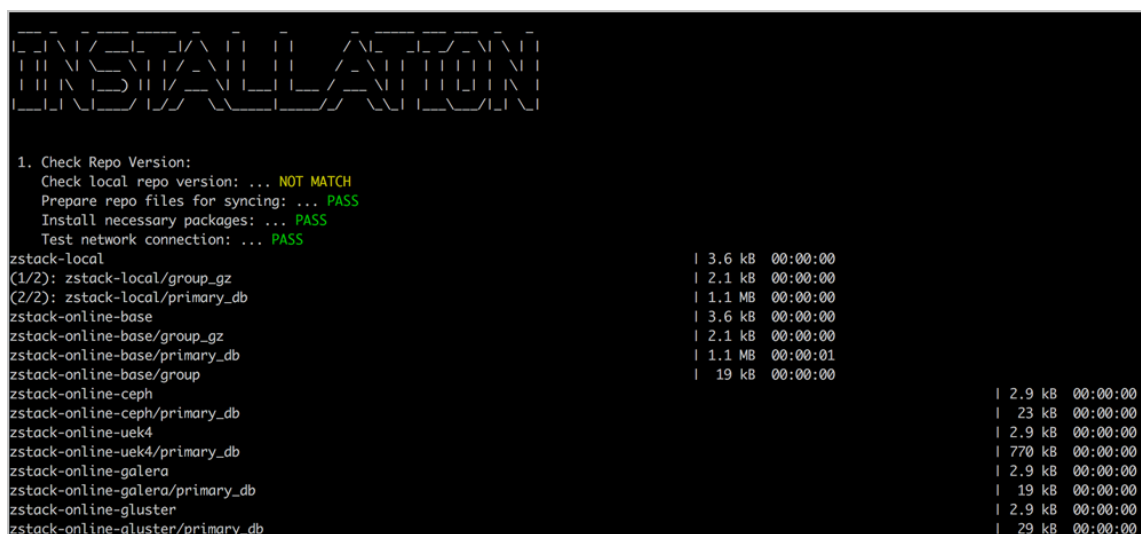 INSTALLATION
1. Check Repo Version:
Check local repo version: ... NOT MATCH
Prepare repo files for syncing: ... PASS
Install necessary packages: ... PASS
Test network connection: ... PASS
zstack-local | 3.6 kB 00:00:00
(1/2): zstack-local/group_gz | 2.1 kB 00:00:00
(2/2): zstack-local/primary_db | 1.1 MB 00:00:00
zstack-online-base | 3.6 kB 00:00:00
zstack-online-base/group_gz | 2.1 kB 00:00:00
zstack-online-base/primary_db | 1.1 MB 00:00:01
zstack-online-base/group | 19 kB 00:00:00
zstack-online-ceph | 2.9 kB 00:00:00
zstack-online-ceph/primary_db | 23 kB 00:00:00
zstack-online-uek4 | 2.9 kB 00:00:00
zstack-online-uek4/primary_db | 770 kB 00:00:00
zstack-online-galera | 2.9 kB 00:00:00
zstack-online-galera/primary_db | 19 kB 00:00:00
zstack-online-gluster | 2.9 kB 00:00:00
zstack-online-gluster/primary_db | 29 kB 00:00:00